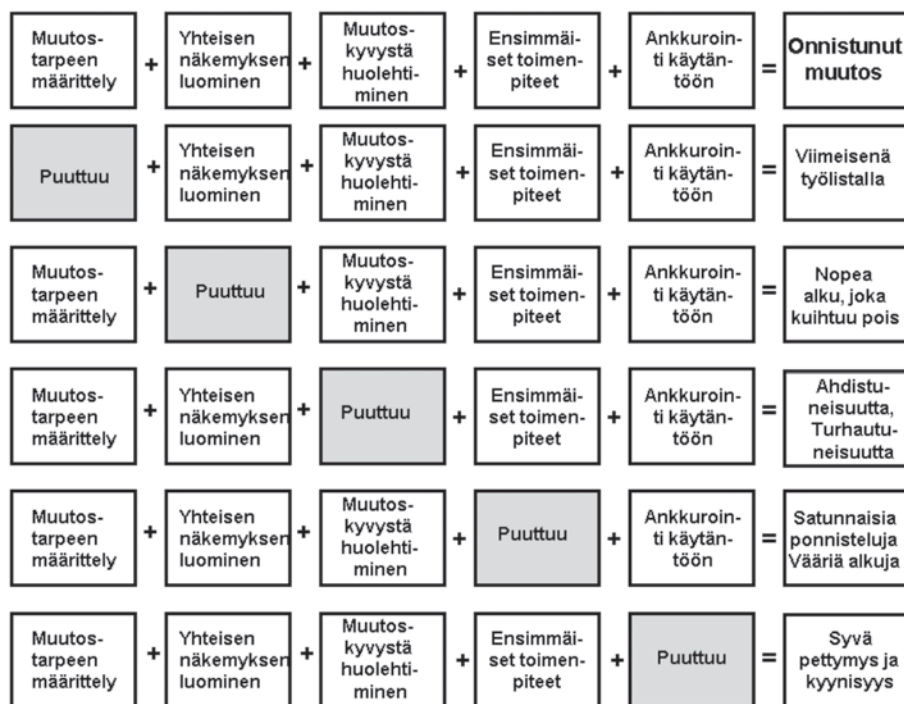 Muutos-
tarpeen
määrittely
+
Yhteisen
näkemyksen
luominen
+
Muutos-
kyvystä
huolehti-
minen
+
Ensimmäi-
set toimen-
piteet
+
Ankkuroin-
ti käytän-
töön
=
Onnistunut
muutos
Puuttuu
+
Yhteisen
näkemyksen
luominen
+
Muutos-
kyvystä
huolehti-
minen
+
Ensimmäi-
set toimen-
piteet
+
Ankkuroin-
ti käytän-
töön
=
Viimeisenä
työlistalla
Muutos-
tarpeen
määrittely
+
Puuttuu
+
Muutos-
kyvystä
huolehti-
minen
+
Ensimmäi-
set toimen-
piteet
+
Ankkuroin-
ti käytän-
töön
=
Nopea
alku, joka
kuihtuu pois
Muutos-
tarpeen
määrittely
+
Yhteisen
näkemyksen
luominen
+
Puuttuu
+
Ensimmäi-
set toimen-
piteet
+
Ankkuroin-
ti käytän-
töön
=
Ahdistu-
neisuutta,
Turhautu-
neisuutta
Muutos-
tarpeen
määrittely
+
Yhteisen
näkemyksen
luominen
+
Muutos-
kyvystä
huolehti-
minen
+
Puuttuu
+
Ankkuroin-
ti käytän-
töön
=
Satunnaisia
ponnisteluja
Vääriä alkuja
Muutos-
tarpeen
määrittely
+
Yhteisen
näkemyksen
luominen
+
Muutos-
kyvystä
huolehti-
minen
+
Ensimmäi-
set toimen-
piteet
+
Puuttuu
=
Syvä
pettymys ja
kyynisyys